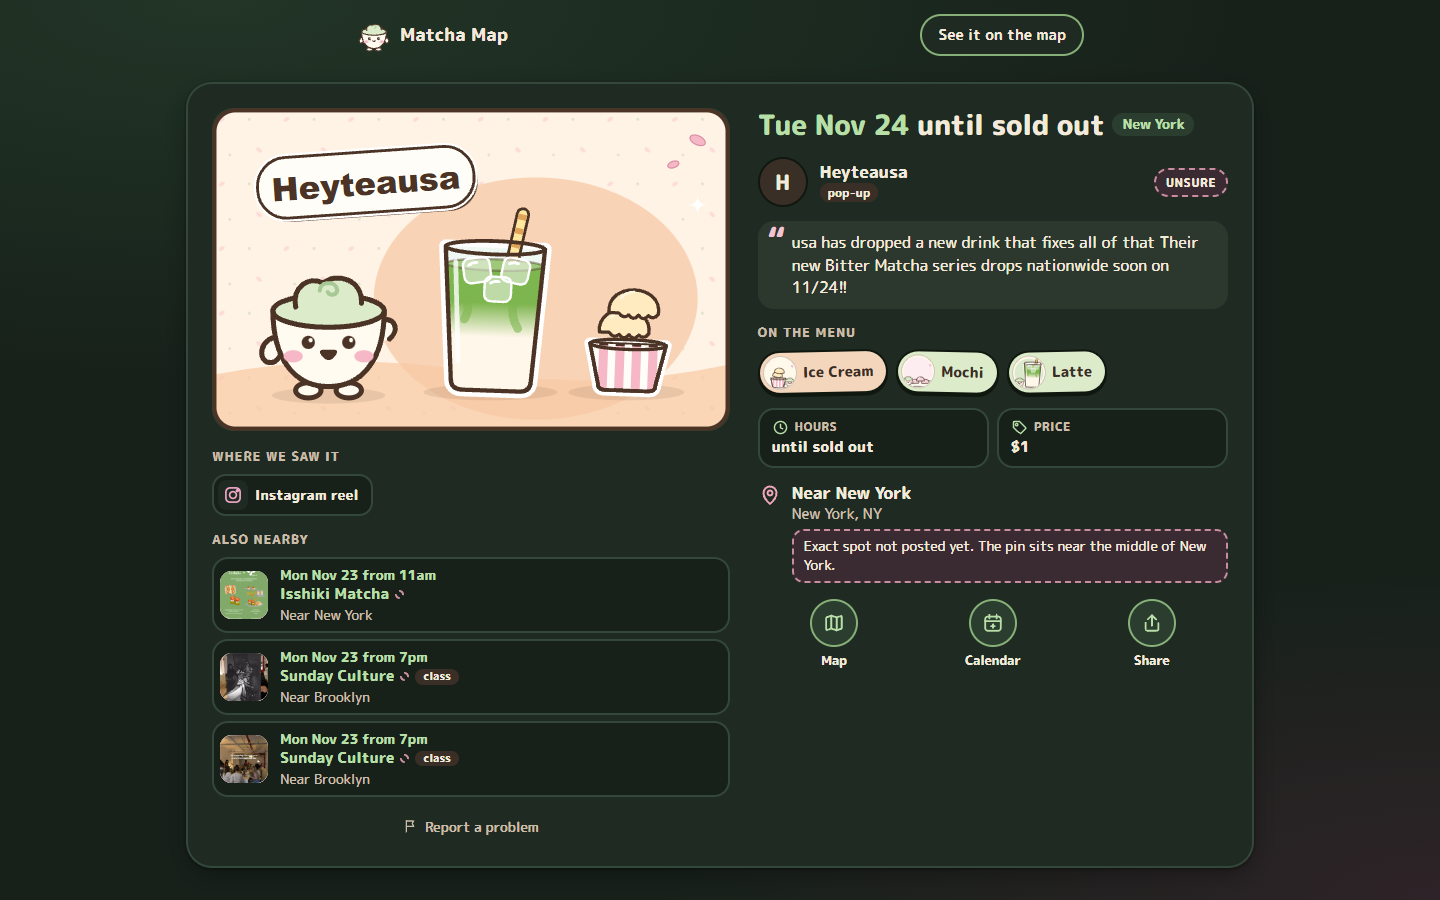 Matcha Map
See it on the map
Heyteausa
Tue Nov 24 until sold out
New York
H
Heyteausa
pop-up
UNSURE
usa has dropped a new drink that fixes all of that Their
new Bitter Matcha series drops nationwide soon on
11/24!!
ON THE MENU
Ice Cream
Mochi
Latte
HOURS
until sold out
PRICE
$1
Near New York
New York, NY
Exact spot not posted yet. The pin sits near the middle of New
York.
Map
Calendar
Share
WHERE WE SAW IT
Instagram reel
ALSO NEARBY
Mon Nov 23 from 11am
Isshiki Matcha
Near New York
Mon Nov 23 from 7pm
Sunday Culture
class
Near Brooklyn
Mon Nov 23 from 7pm
Sunday Culture
class
Near Brooklyn
Report a problem